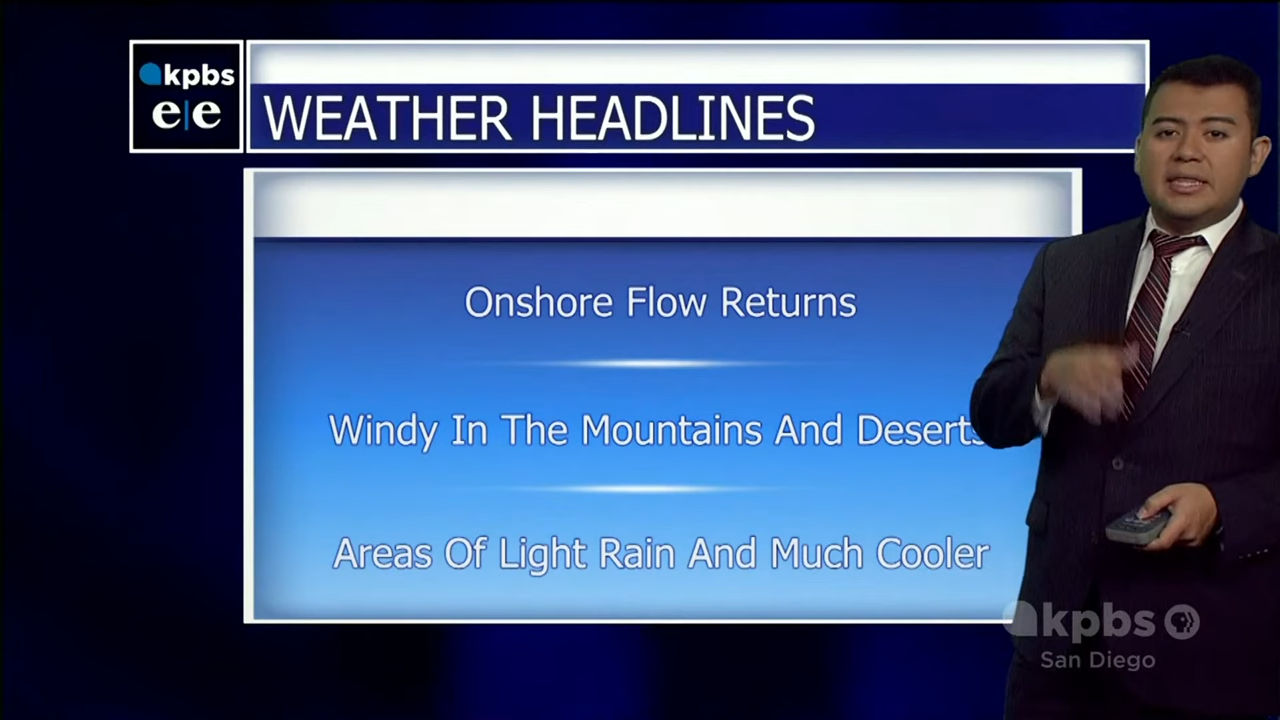 kpbs
e|e
WEATHER HEADLINES
Onshore Flow Returns
Windy In The Mountains And Deserts
Areas Of Light Rain And Much Cooler
kpbs
San Diego